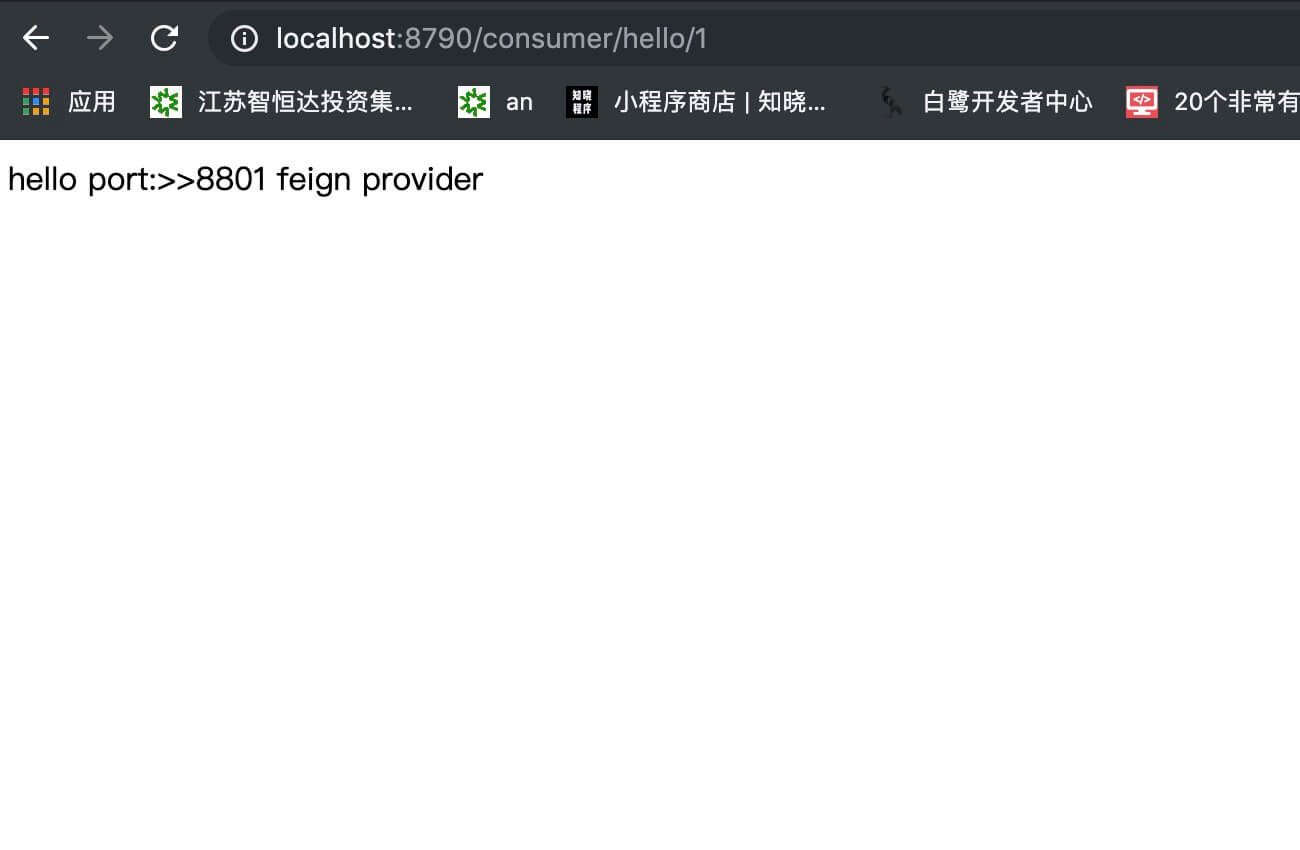 localhost:8790/consumer/hello/1
应用 江苏智恒达投资集... an 知晓程序 小程序商店 | 知晓... 白鹭开发者中心 </> 20个非常有
hello port:>>8801 feign provider